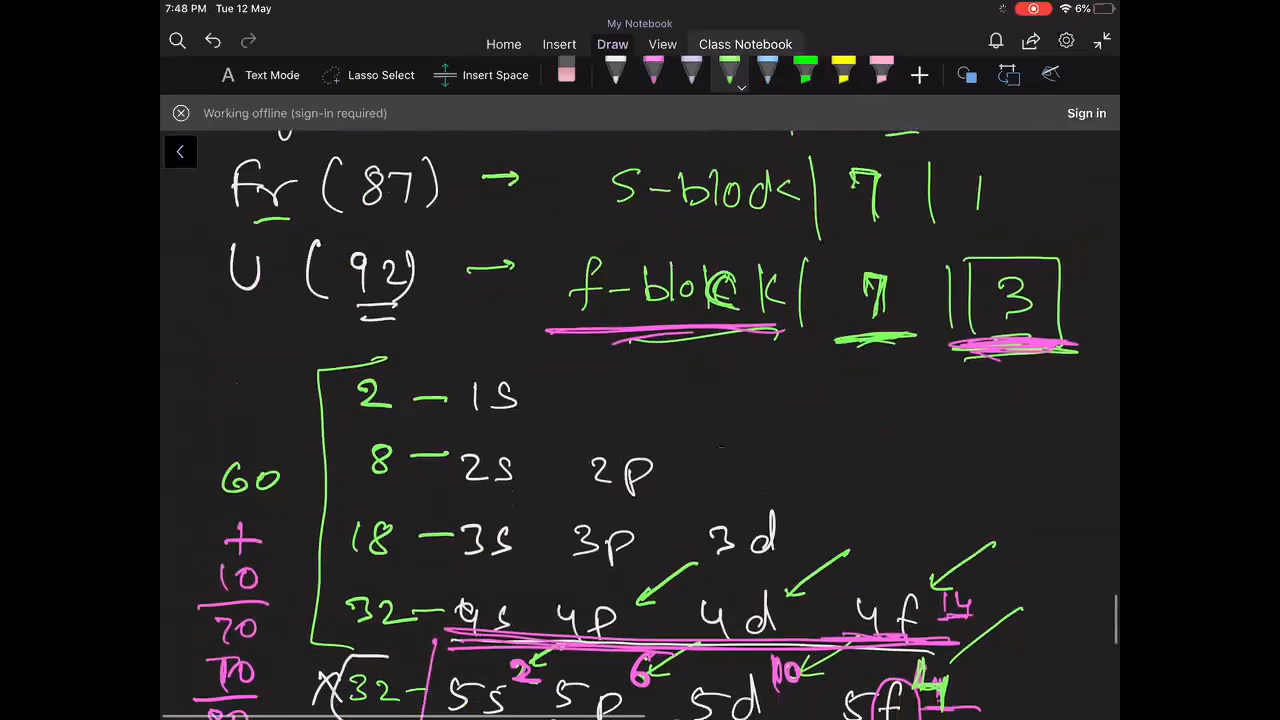 7:48 PM Tue 12 May
6%
My Notebook
Home Insert Draw View Class Notebook
Text Mode Lasso Select Insert Space
Working offline (sign-in required) Sign in
Fr (87) → s-block | 7 | 1
U (92) → f-block | 7 | 3
2 - 1s
8 - 2s 2p
60
18 - 3s 3p 3d
+
10
32 - 4s 4p 4d 4f 14
70
2 6 10
10
32 - 5s 5p 5d 5f